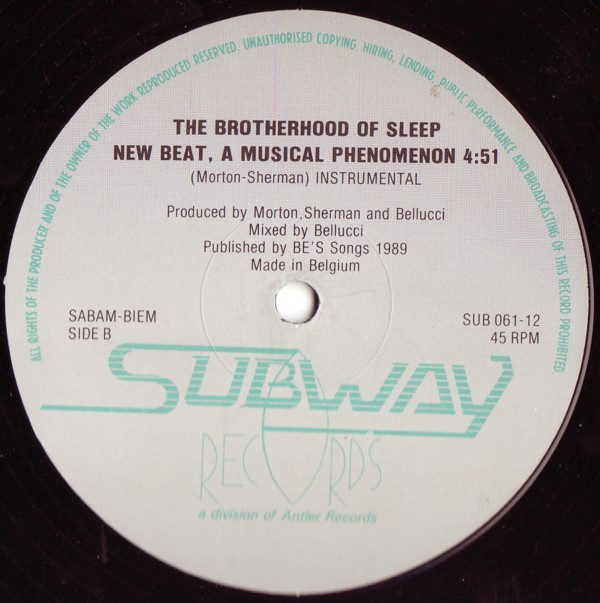 ALL RIGHTS OF THE PRODUCER AND OF THE OWNER OF THE WORK REPRODUCED RESERVED. UNAUTHORISED COPYING, HIRING, LENDING, PUBLIC PERFORMANCE AND BROADCASTING OF THIS RECORD PROHIBITED.
THE BROTHERHOOD OF SLEEP
NEW BEAT, A MUSICAL PHENOMENON 4:51
(Morton-Sherman) INSTRUMENTAL
Produced by Morton,Sherman and Bellucci
Mixed by Bellucci
Published by BE'S Songs 1989
Made in Belgium
SABAM-BIEM
SIDE B
SUB 061-12
45 RPM
SUBWAY
RECORDS
a division of Antler Records